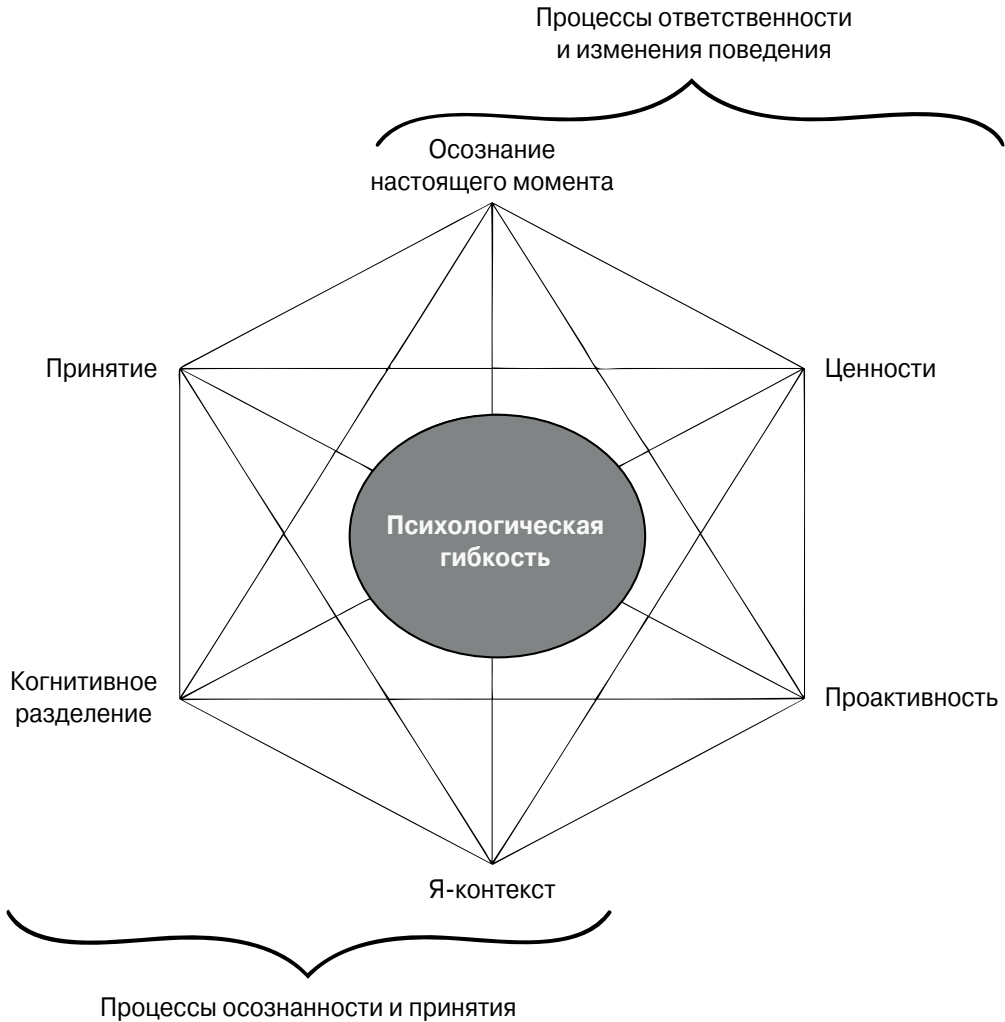 Процессы ответственности
и изменения поведения
Осознание
настоящего момента
Принятие
Ценности
Психологическая
гибкость
Когнитивное
разделение
Проактивность
Я-контекст
Процессы осознанности и принятия